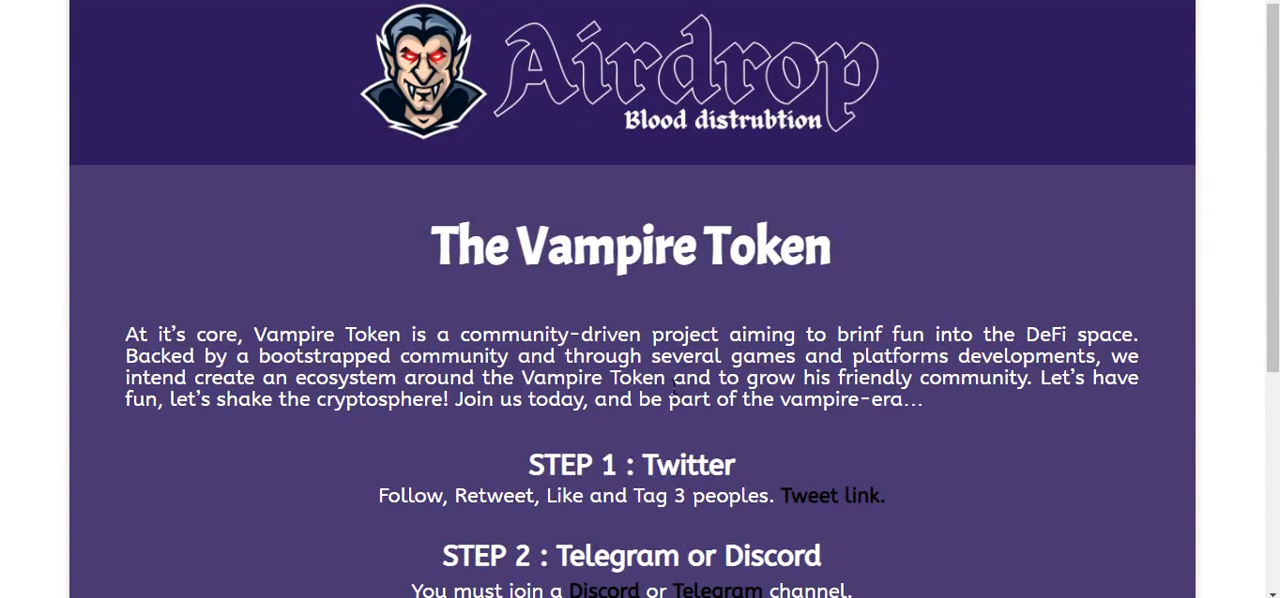 Airdrop
Blood distrubtion
The Vampire Token
At it’s core, Vampire Token is a community-driven project aiming to brinf fun into the DeFi space.
Backed by a bootstrapped community and through several games and platforms developments, we
intend create an ecosystem around the Vampire Token and to grow his friendly community. Let’s have
fun, let’s shake the cryptosphere! Join us today, and be part of the vampire-era...
STEP 1 : Twitter
Follow, Retweet, Like and Tag 3 peoples. Tweet link.
STEP 2 : Telegram or Discord
You must join a Discord or Telegram channel.